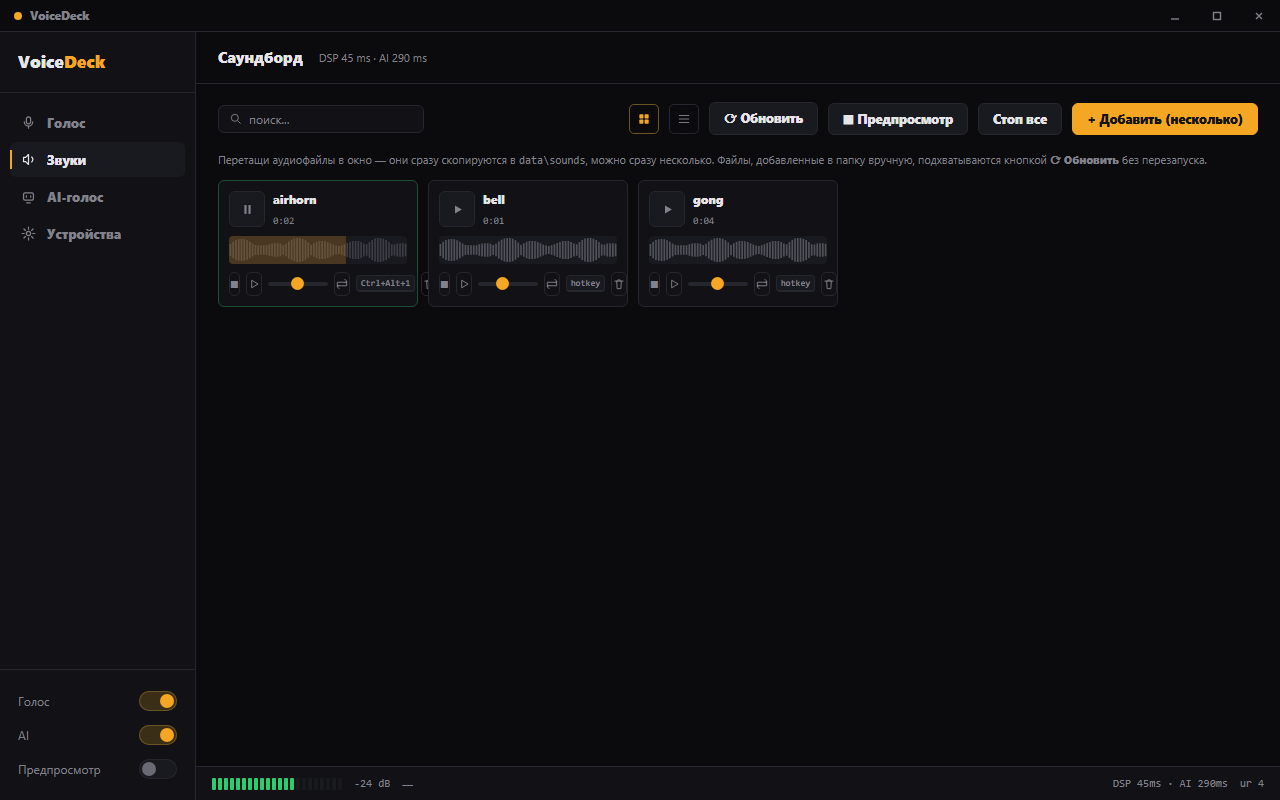 VoiceDeck
VoiceDeck
Саундборд DSP 45 ms · AI 290 ms
Голос
Звуки
AI-голос
Устройства
поиск...
⟳ Обновить
■ Предпросмотр
Стоп все
+ Добавить (несколько)
Перетащи аудиофайлы в окно — они сразу скопируются в data\sounds, можно сразу несколько. Файлы, добавленные в папку вручную, подхватываются кнопкой ⟳ Обновить без перезапуска.
airhorn
0:02
Ctrl+Alt+1
bell
0:01
hotkey
gong
0:04
hotkey
Голос
AI
Предпросмотр
-24 dB —
DSP 45ms · AI 290ms ur 4